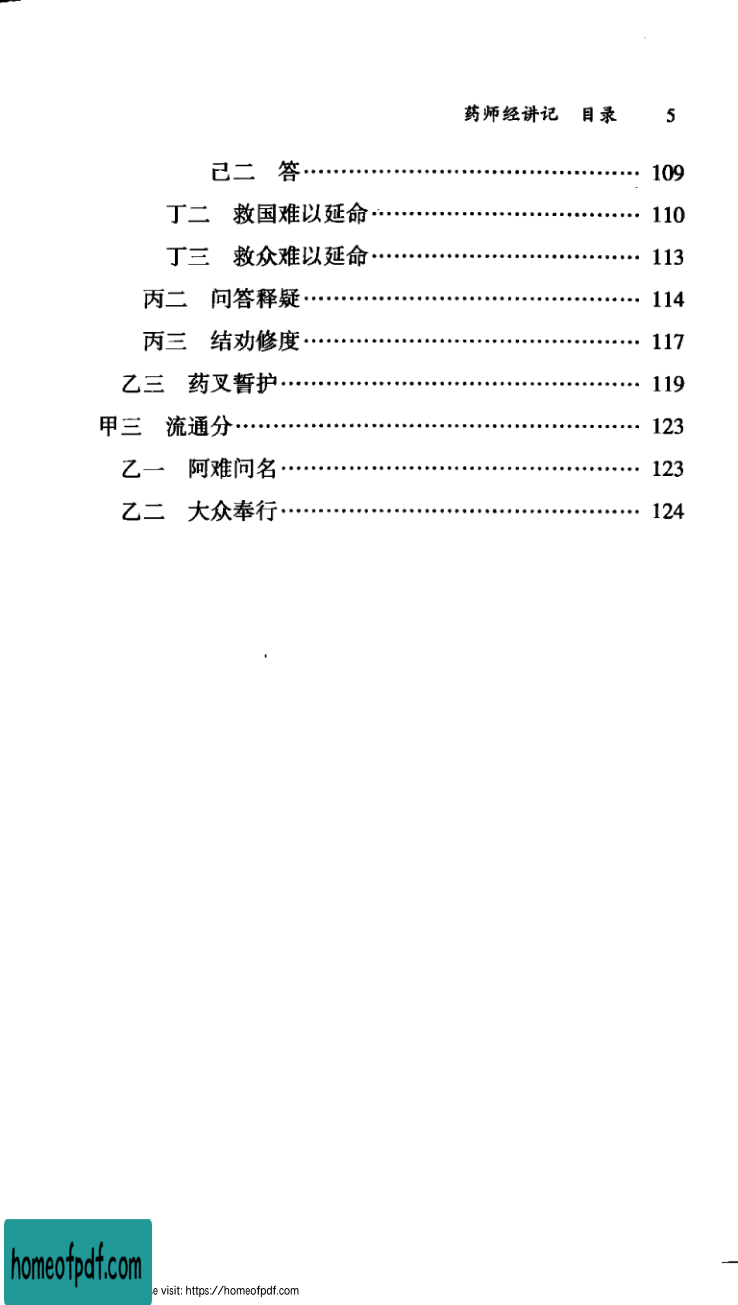 药师经讲记 目录 5
己二 答…………………………………… 109
丁二 救国难以延命…………………………… 110
丁三 救众难以延命…………………………… 113
丙二 问答释疑…………………………………… 114
丙三 结劝修度…………………………………… 117
乙三 药叉誓护……………………………………… 119
甲三 流通分…………………………………………… 123
乙一 阿难问名……………………………………… 123
乙二 大众奉行……………………………………… 124
homeofpdf.com
e visit: https://homeofpdf.com